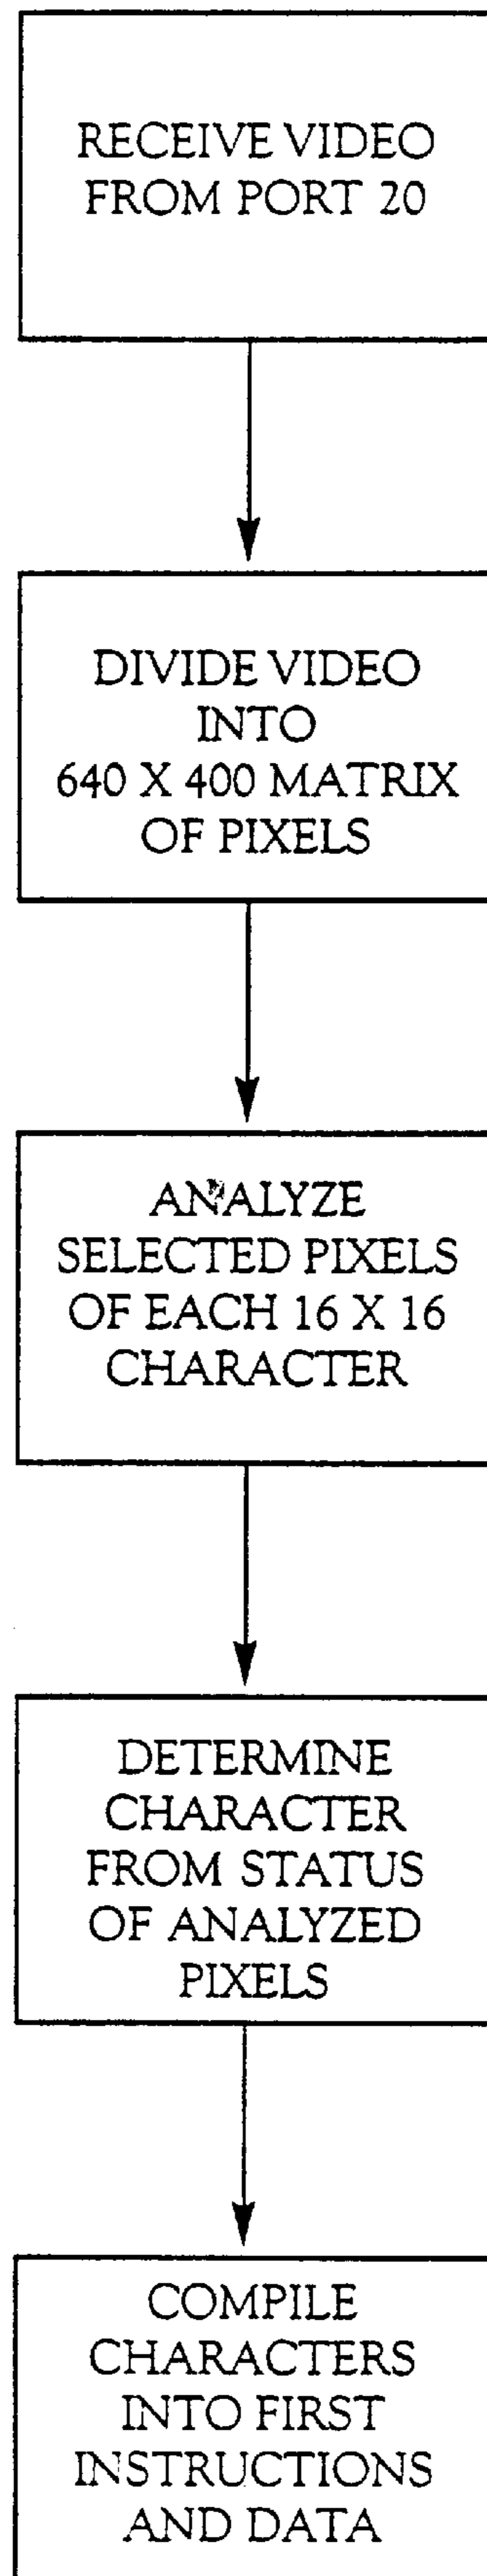 RECEIVE VIDEO
FROM PORT 20
DIVIDE VIDEO
INTO
640 X 400 MATRIX
OF PIXELS
ANALYZE
SELECTED PIXELS
OF EACH 16 X 16
CHARACTER
DETERMINE
CHARACTER
FROM STATUS
OF ANALYZED
PIXELS
COMPILE
CHARACTERS
INTO FIRST
INSTRUCTIONS
AND DATA